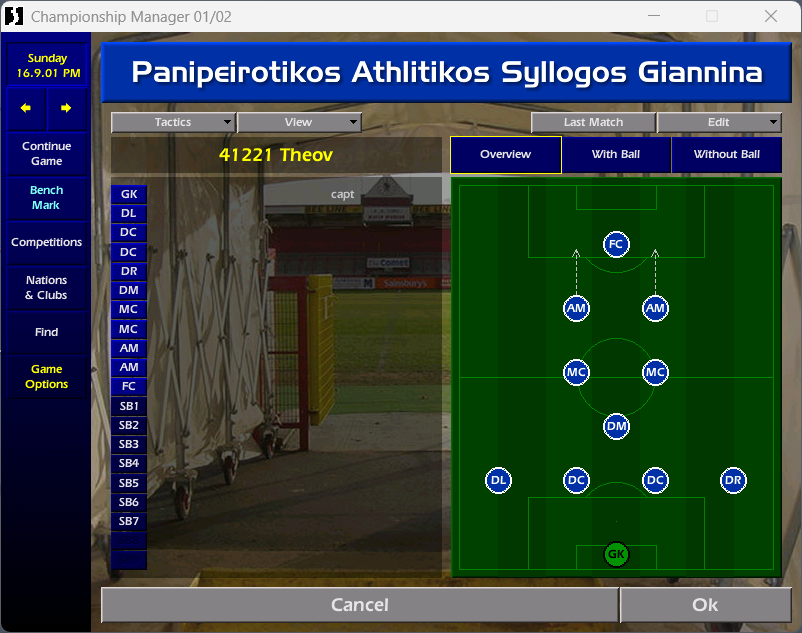 Championship Manager 01/02
Sunday
16.9.01 PM
Continue
Game
Bench
Mark
Competitions
Nations
& Clubs
Find
Game
Options
Panipeirotikos Athlitikos Syllogos Giannina
Tactics
View
Last Match
Edit
41221 Theov
Overview
With Ball
Without Ball
GK
capt
DL
DC
DC
DR
DM
MC
MC
AM
AM
FC
SB1
SB2
SB3
SB4
SB5
SB6
SB7
FC
AM
AM
MC
MC
DM
DL
DC
DC
DR
GK
Comet
Sainsbury's
Cancel
Ok